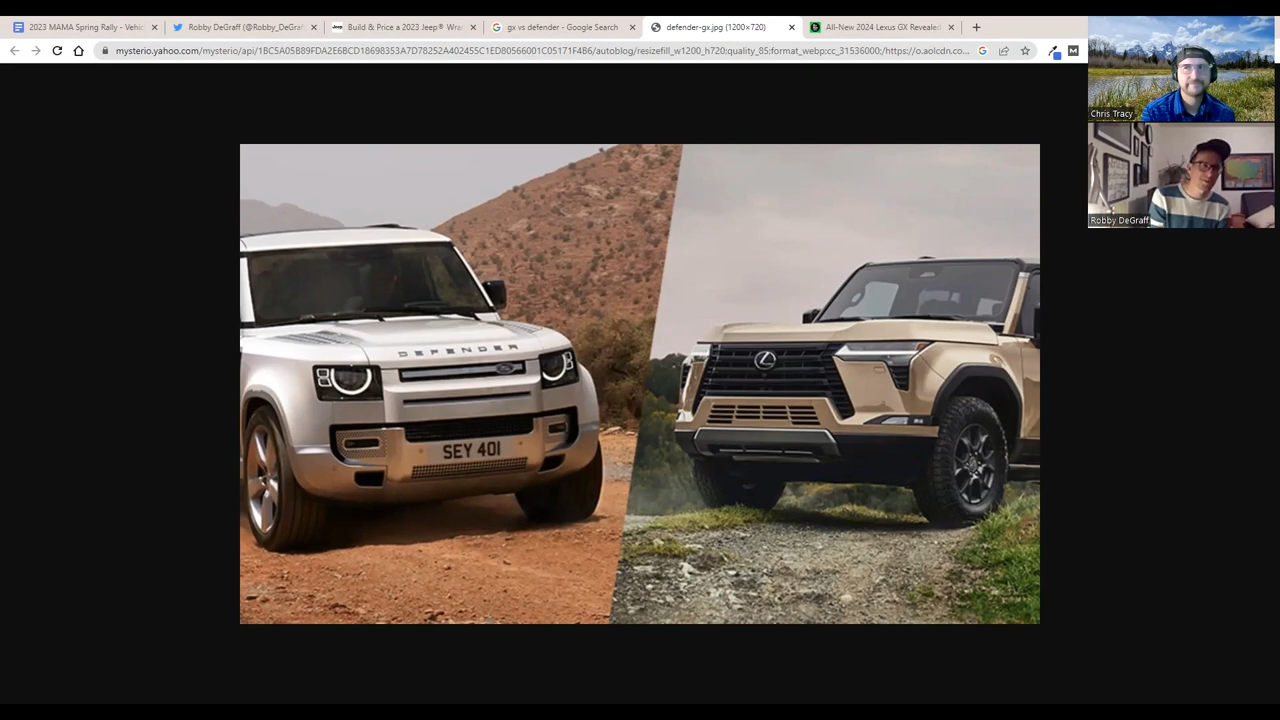 2023 MAMA Spring Rally - Vehic
Robby DeGraff (@Robby_DeGraf
Jeep
Build & Price a 2023 Jeep® Wra
gx vs defender - Google Search
defender-gx.jpg (1200×720)
All-New 2024 Lexus GX Revealed
mysterio.yahoo.com/mysterio/api/1BC5A05B89FDA2E6BCD18698353A7D78252A402455C1ED80566001C05171F4B6/autoblog/resizefill_w1200_h720;quality_85;format_webp;cc_31536000;/https://o.aolcdn.co...
Chris Tracy
Robby DeGraff
DEFENDER
SEY 401